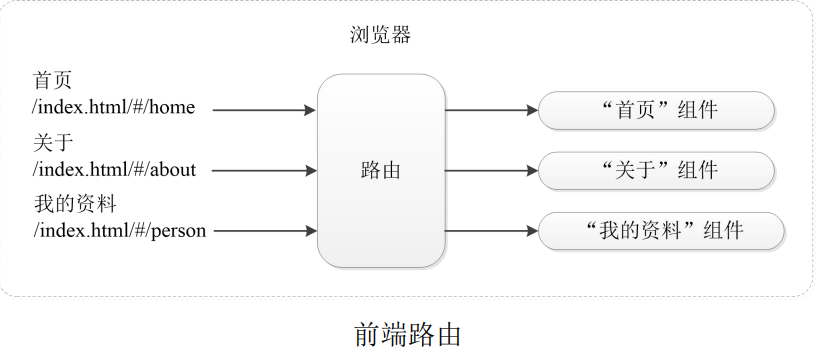 浏览器
首页
/index.html/#/home
“首页”组件
关于
/index.html/#/about
路由
“关于”组件
我的资料
/index.html/#/person
“我的资料”组件
前端路由